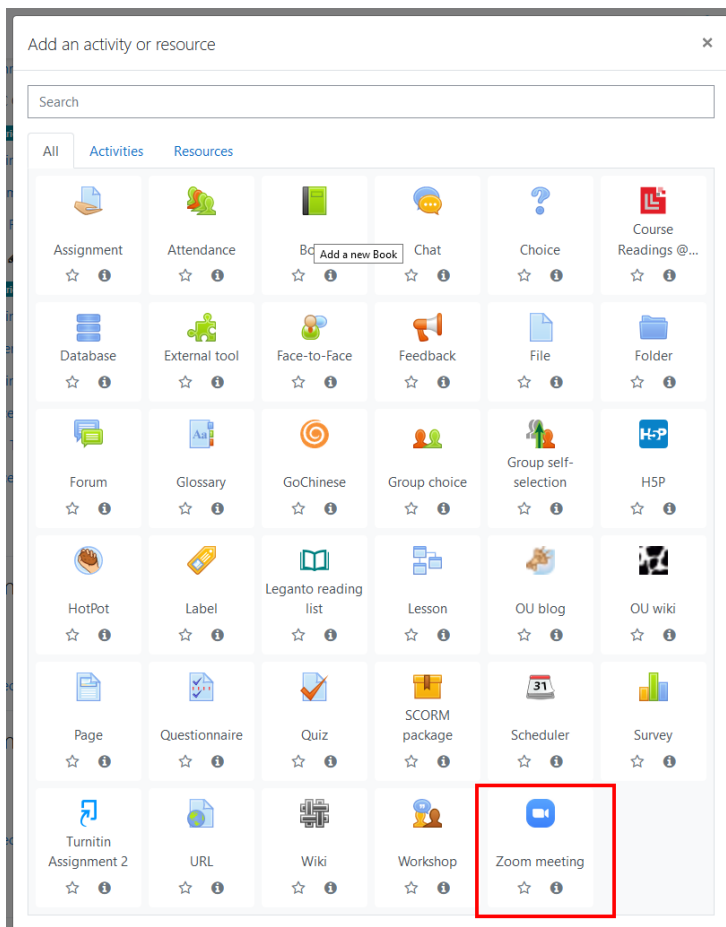 Add an activity or resource ×
Search
All Activities Resources
Assignment Attendance Bo Chat Choice Course Readings @...
Add a new Book
Database External tool Face-to-Face Feedback File Folder
Aa
H-P
Forum Glossary GoChinese Group choice Group self-selection H5P
HotPot Label Leganto reading list Lesson OU blog OU wiki
31
Page Questionnaire Quiz SCORM package Scheduler Survey
Turnitin Assignment 2 URL Wiki Workshop Zoom meeting